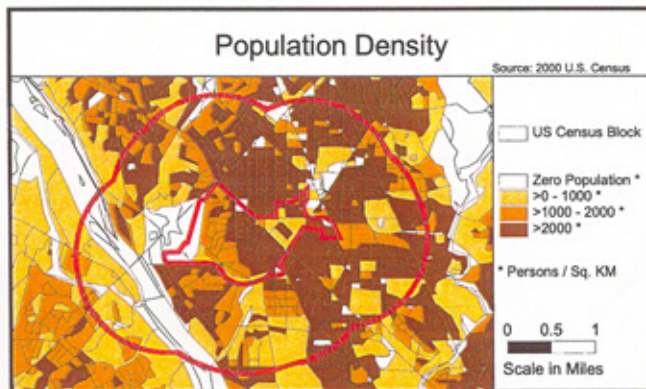 Population Density
Source: 2000 U.S. Census
US Census Block
Zero Population *
>0 - 1000 *
>1000 - 2000 *
>2000 *
* Persons / Sq. KM
0 0.5 1
Scale in Miles